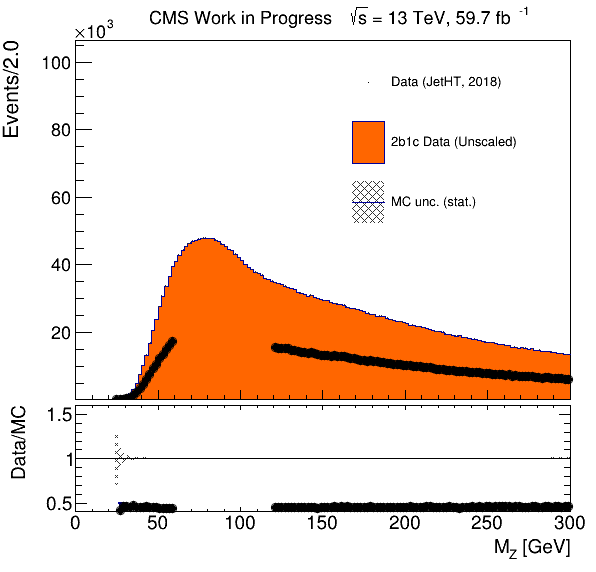 CMS Work in Progress √s = 13 TeV, 59.7 fb⁻¹
×10³
Events/2.0
100
80
60
40
20
Data (JetHT, 2018)
2b1c Data (Unscaled)
MC unc. (stat.)
Data/MC
1.5
1
0.5
0 50 100 150 200 250 300
M_Z [GeV]